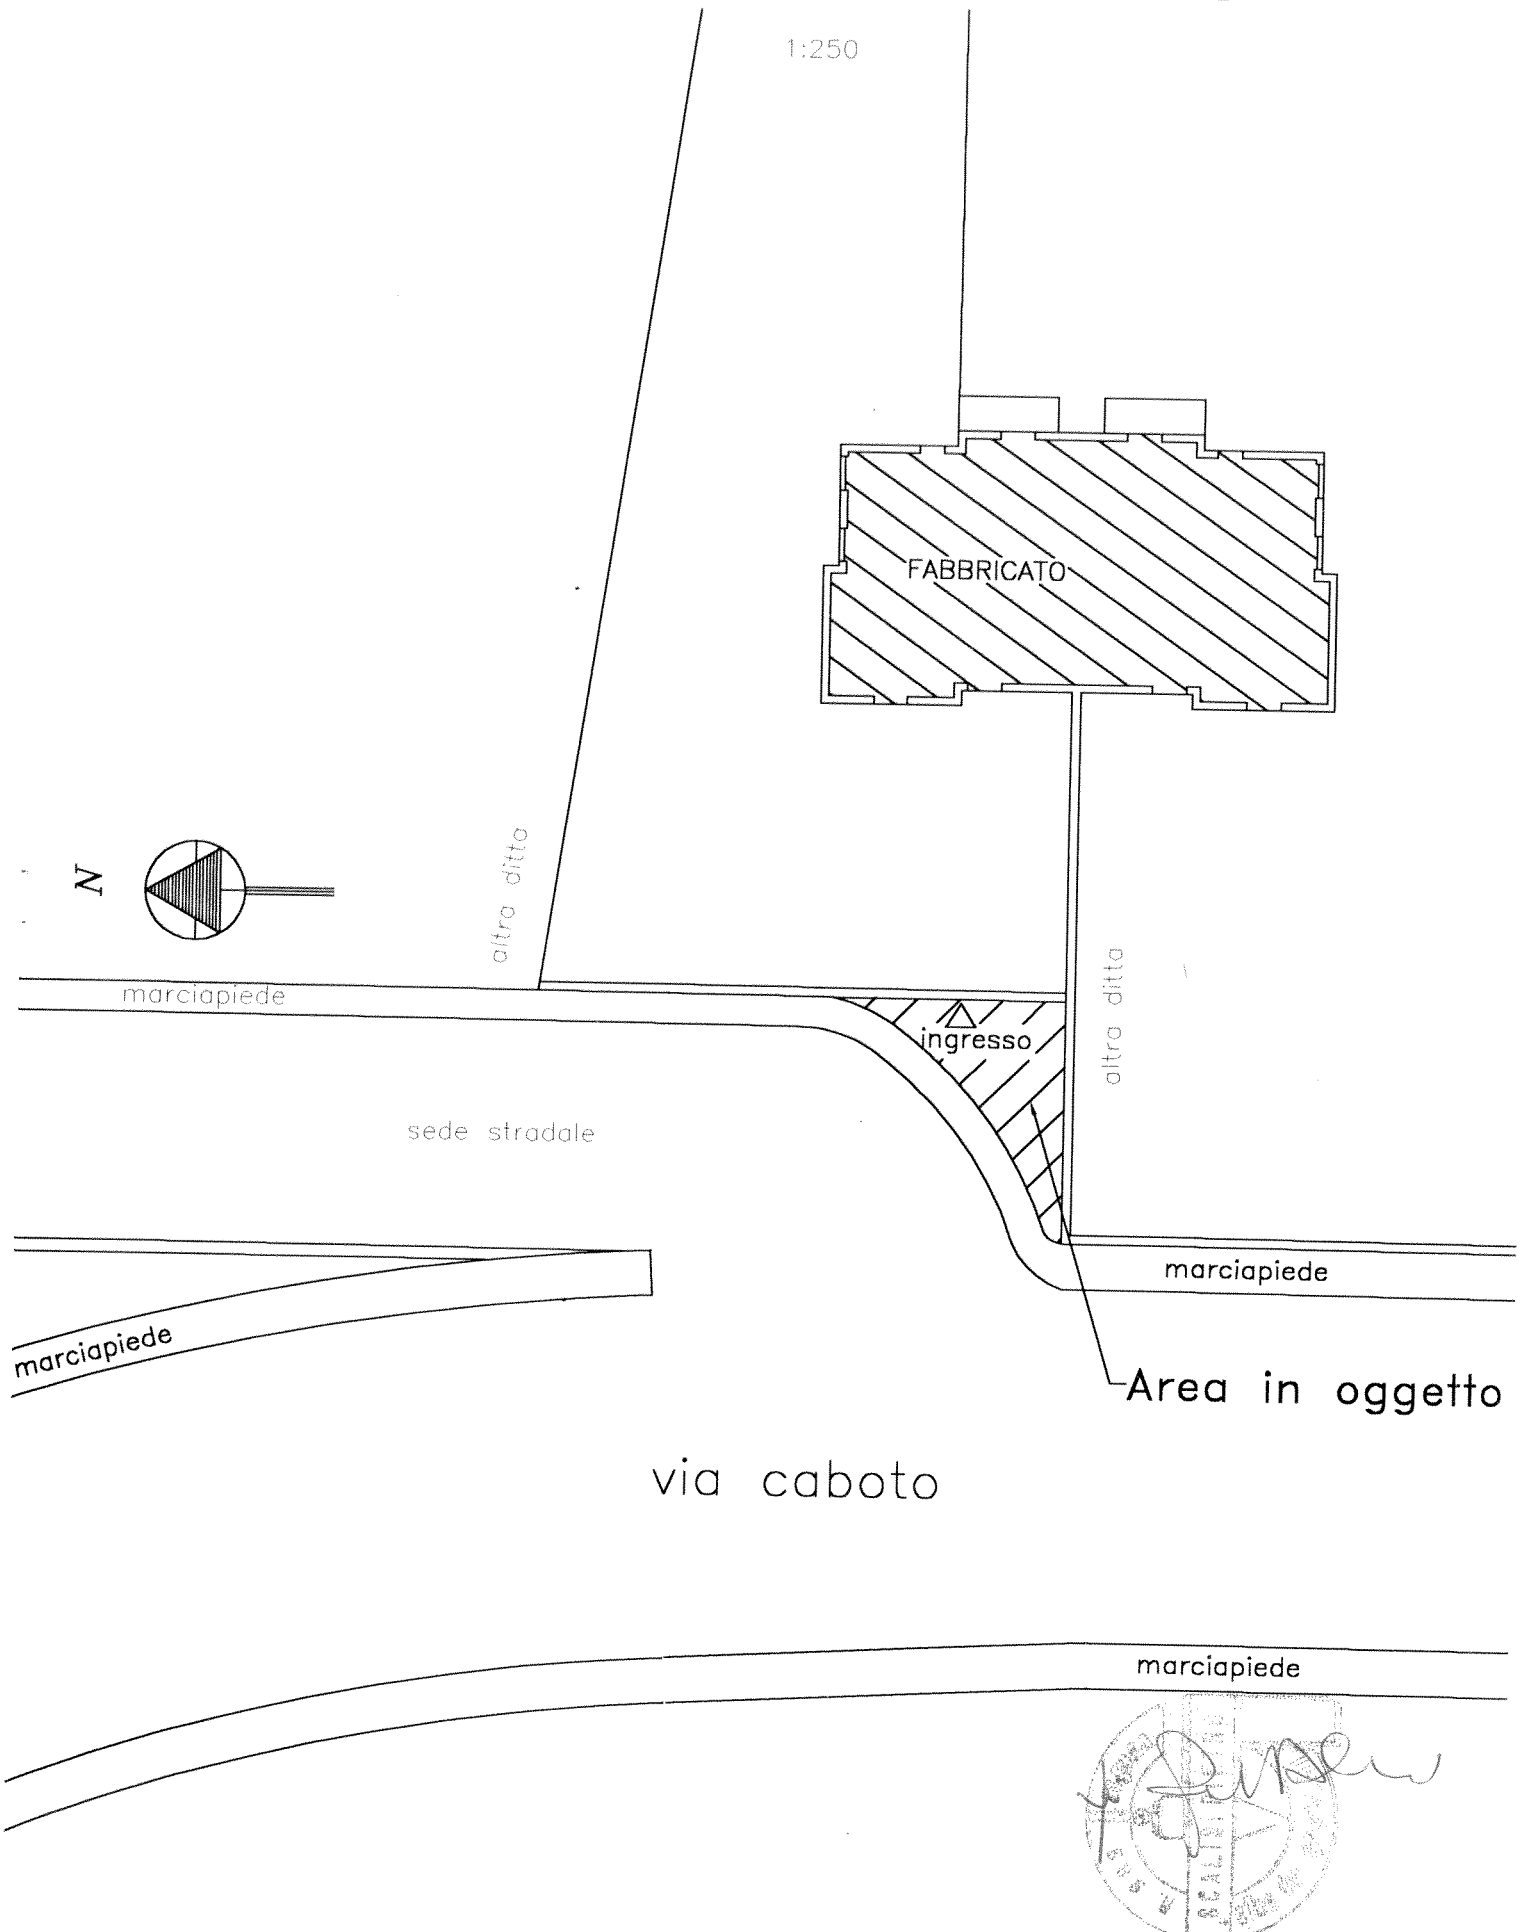 1:250
FABBRICATO
N
altra ditta
altra ditta
marciapiede
ingresso
sede stradale
marciapiede
marciapiede
Area in oggetto
via caboto
marciapiede